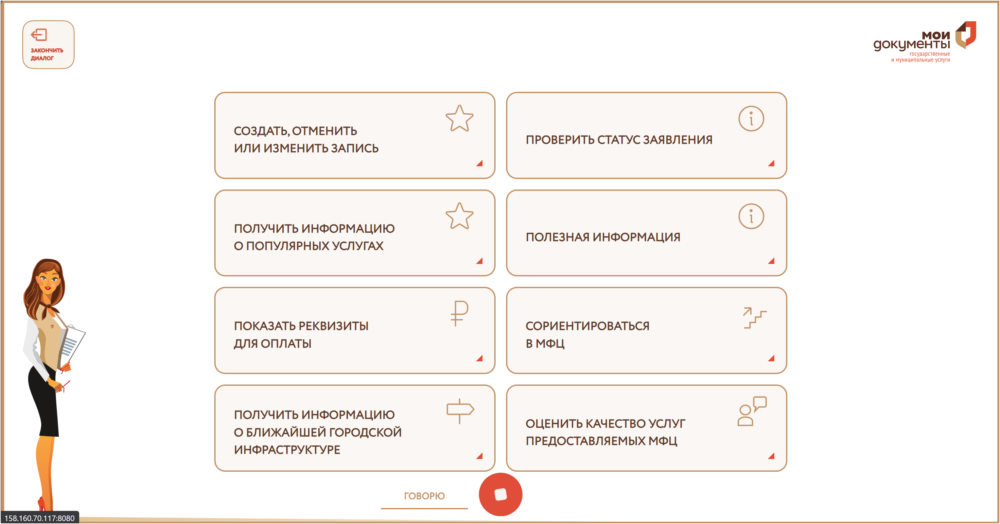 ЗАКОНЧИТЬ
ДИАЛОГ
мои
документы
государственные
и муниципальные услуги
СОЗДАТЬ, ОТМЕНИТЬ
ИЛИ ИЗМЕНИТЬ ЗАПИСЬ
ПРОВЕРИТЬ СТАТУС ЗАЯВЛЕНИЯ
ПОЛУЧИТЬ ИНФОРМАЦИЮ
О ПОПУЛЯРНЫХ УСЛУГАХ
ПОЛЕЗНАЯ ИНФОРМАЦИЯ
ПОКАЗАТЬ РЕКВИЗИТЫ
ДЛЯ ОПЛАТЫ
СОРИЕНТИРОВАТЬСЯ
В МФЦ
ПОЛУЧИТЬ ИНФОРМАЦИЮ
О БЛИЖАЙШЕЙ ГОРОДСКОЙ
ИНФРАСТРУКТУРЕ
ОЦЕНИТЬ КАЧЕСТВО УСЛУГ
ПРЕДОСТАВЛЯЕМЫХ МФЦ
ГОВОРЮ
158.160.70.117:8080